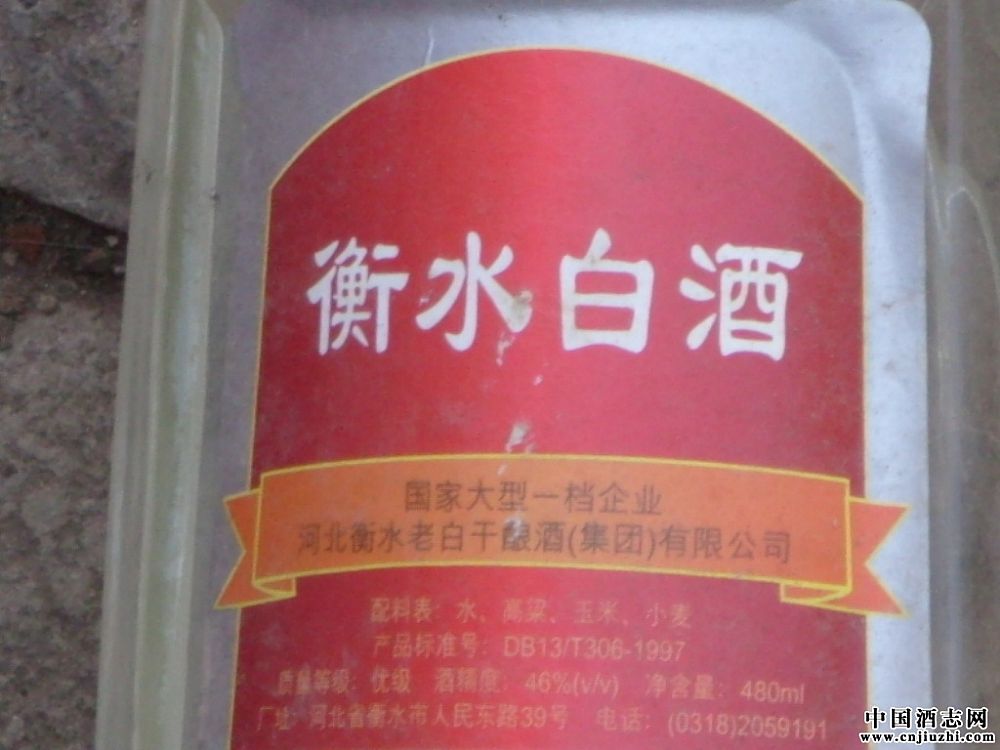 衡水白酒
国家大型一档企业
河北衡水老白干酿酒(集团)有限公司
配料表：水、高粱、玉米、小麦
产品标准号：DB13/T306-1997
质量等级：优级 酒精度：46%(v/v) 净含量：480ml
厂址：河北省衡水市人民东路39号 电话：(0318)2059191
中国酒志网
www.cnjiuzhi.com